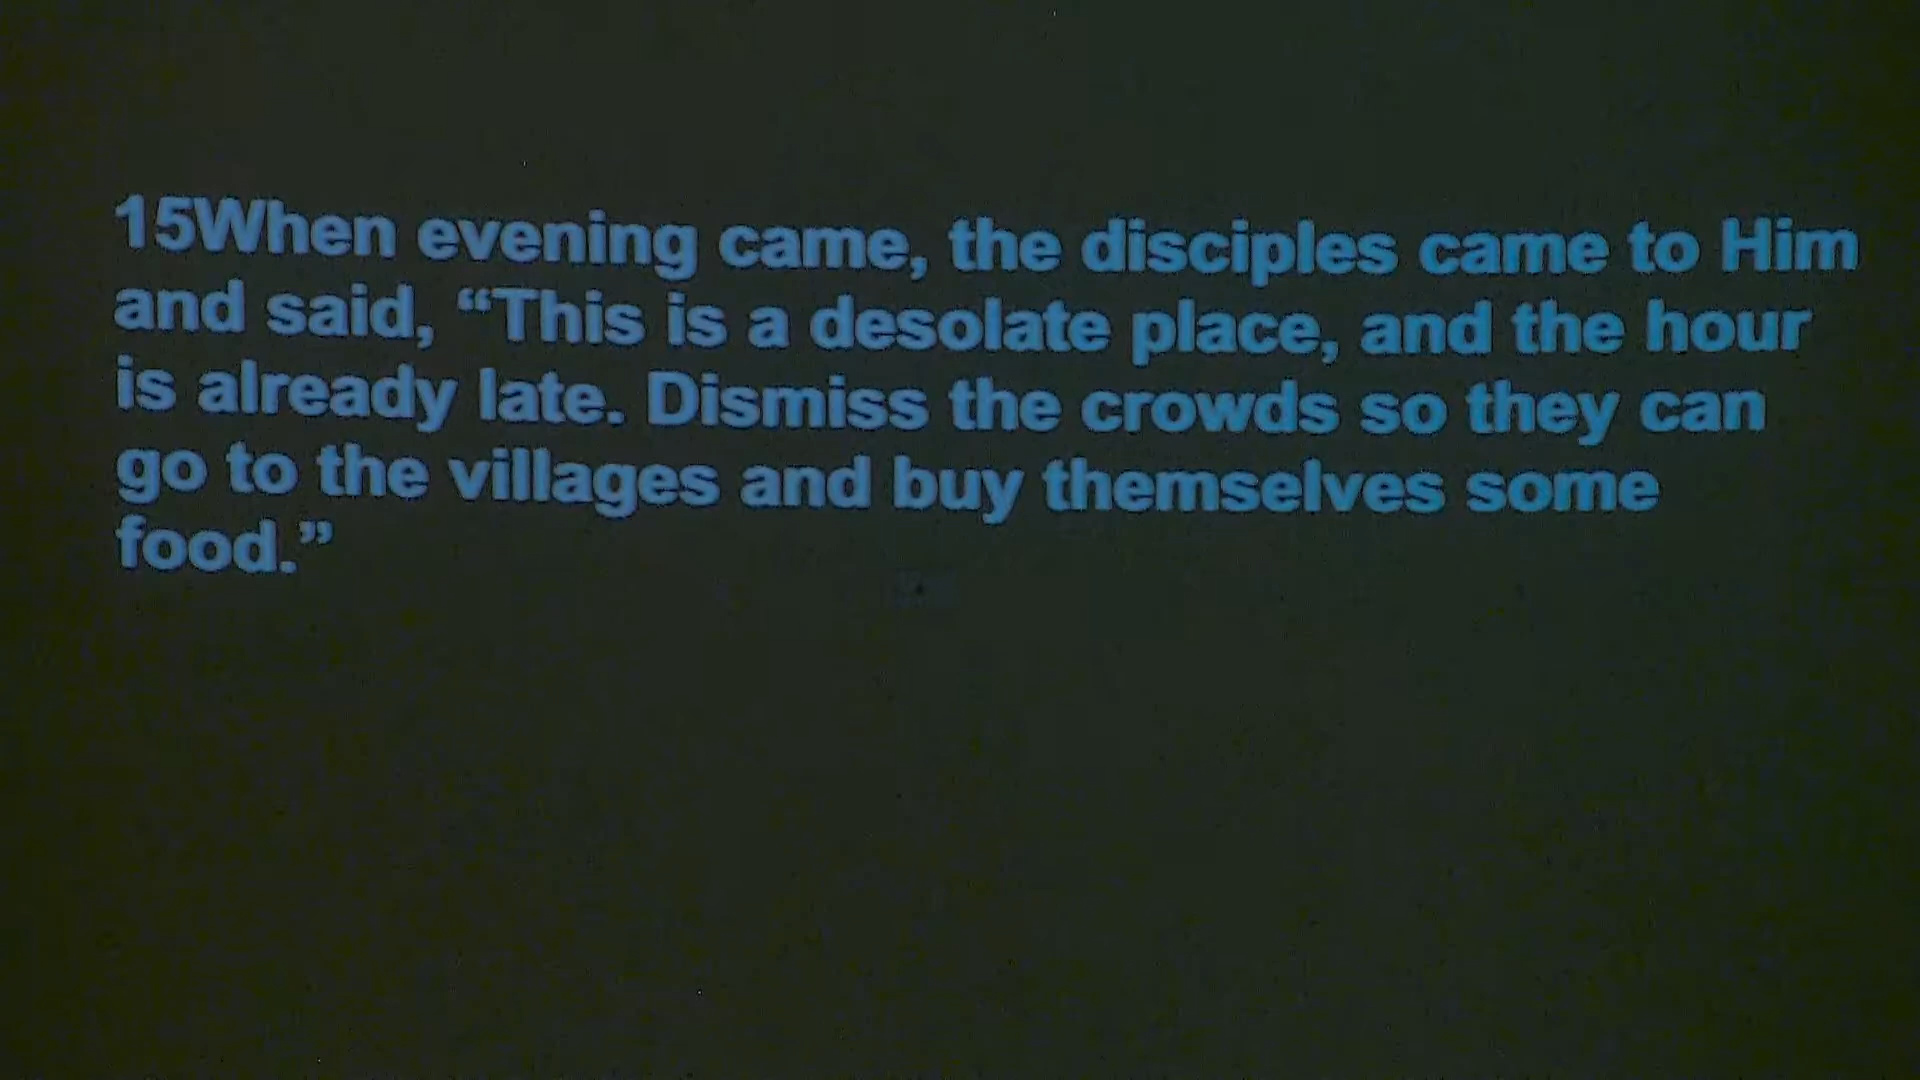 15When evening came, the disciples came to Him
and said, “This is a desolate place, and the hour
is already late. Dismiss the crowds so they can
go to the villages and buy themselves some
food.”